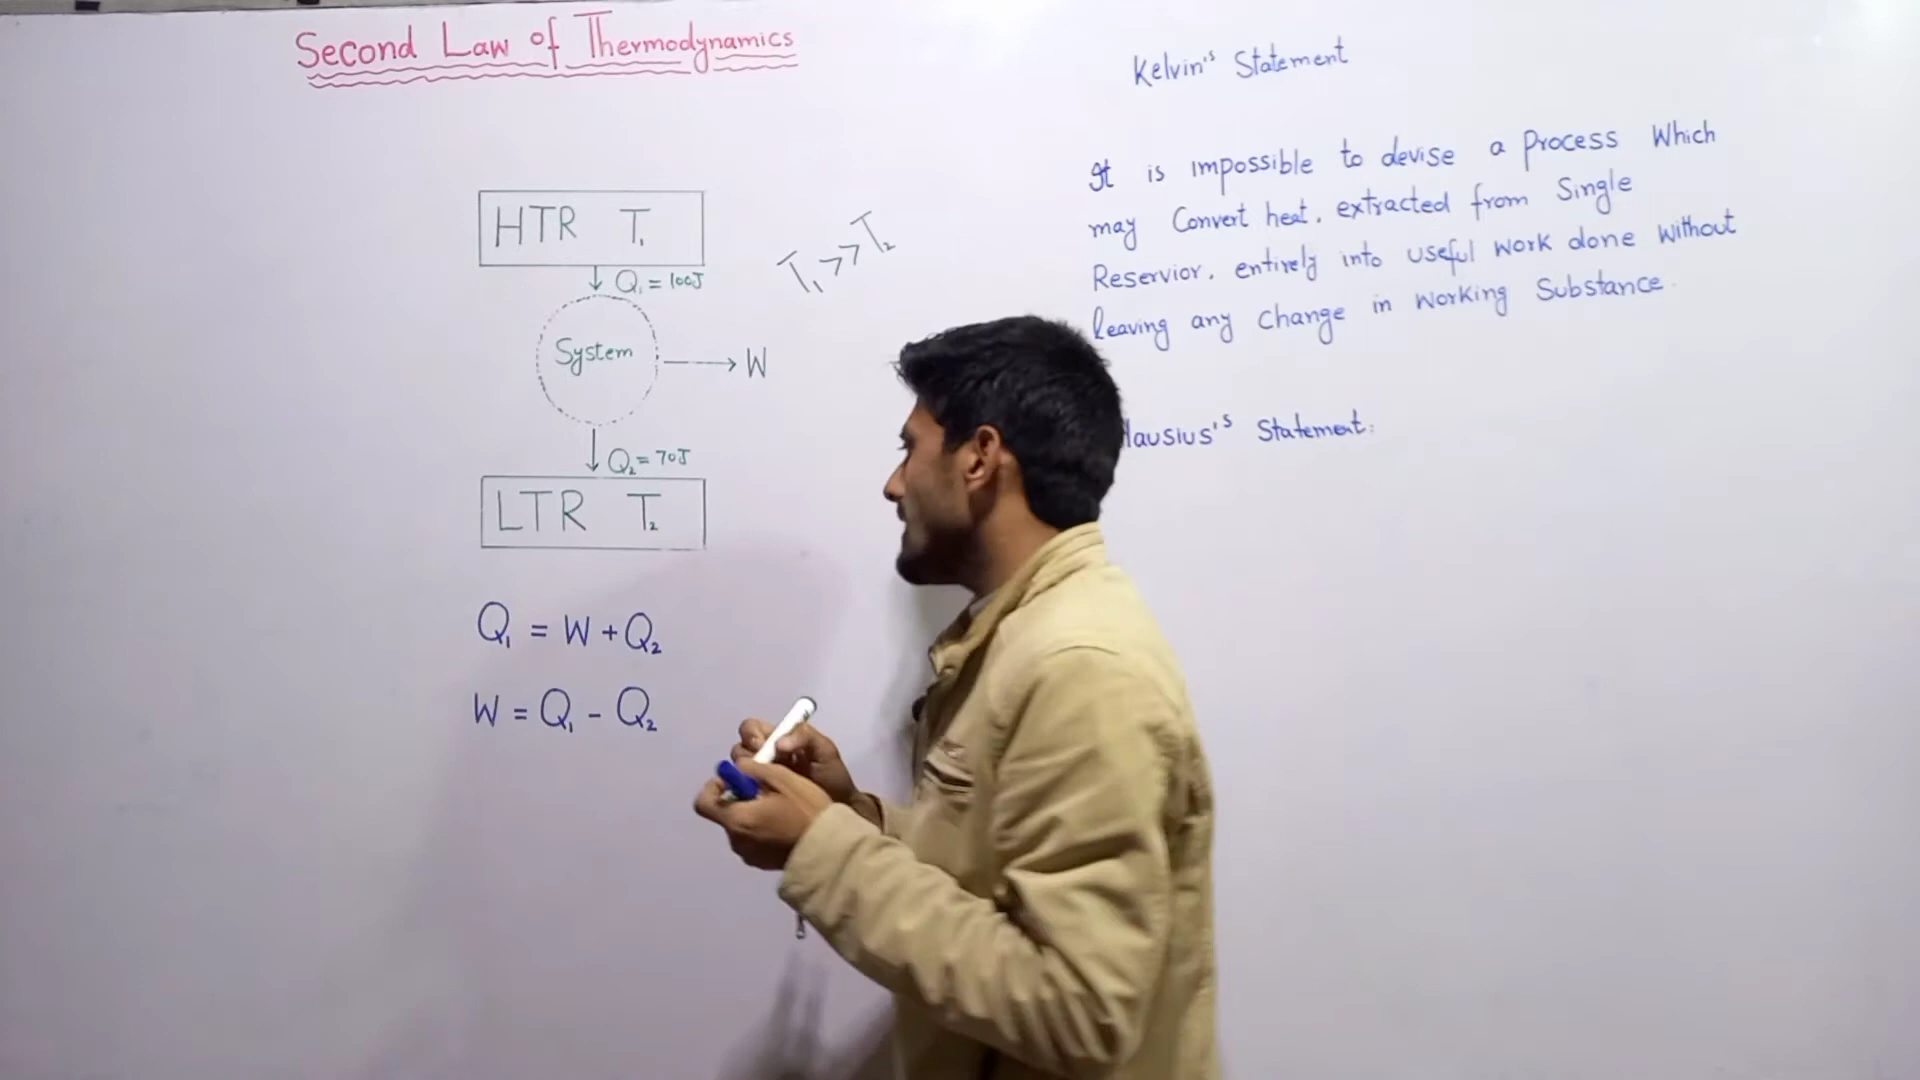 Second Law of Thermodynamics
HTR T₁
Q₁ = 100J
T₁ >> T₂
System
W
Q₂ = 70J
LTR T₂
Q₁ = W + Q₂
W = Q₁ - Q₂
Kelvin's Statement
It is impossible to devise a process Which
may Convert heat, extracted from Single
Reservior, entirely into useful work done without
leaving any change in working Substance.
lausius's Statement: